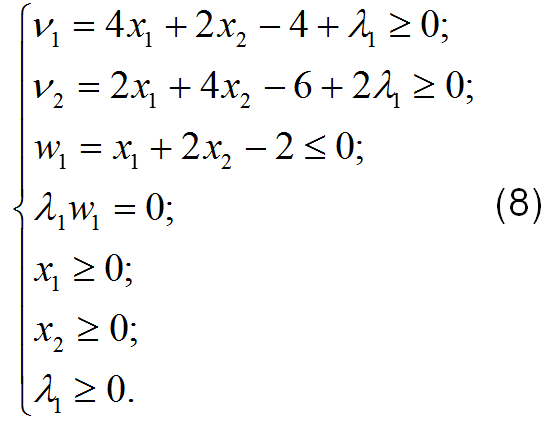 ν₁ = 4x₁ + 2x₂ − 4 + λ₁ ≥ 0;
ν₂ = 2x₁ + 4x₂ − 6 + 2λ₁ ≥ 0;
w₁ = x₁ + 2x₂ − 2 ≤ 0;
λ₁w₁ = 0; (8)
x₁ ≥ 0;
x₂ ≥ 0;
λ₁ ≥ 0.